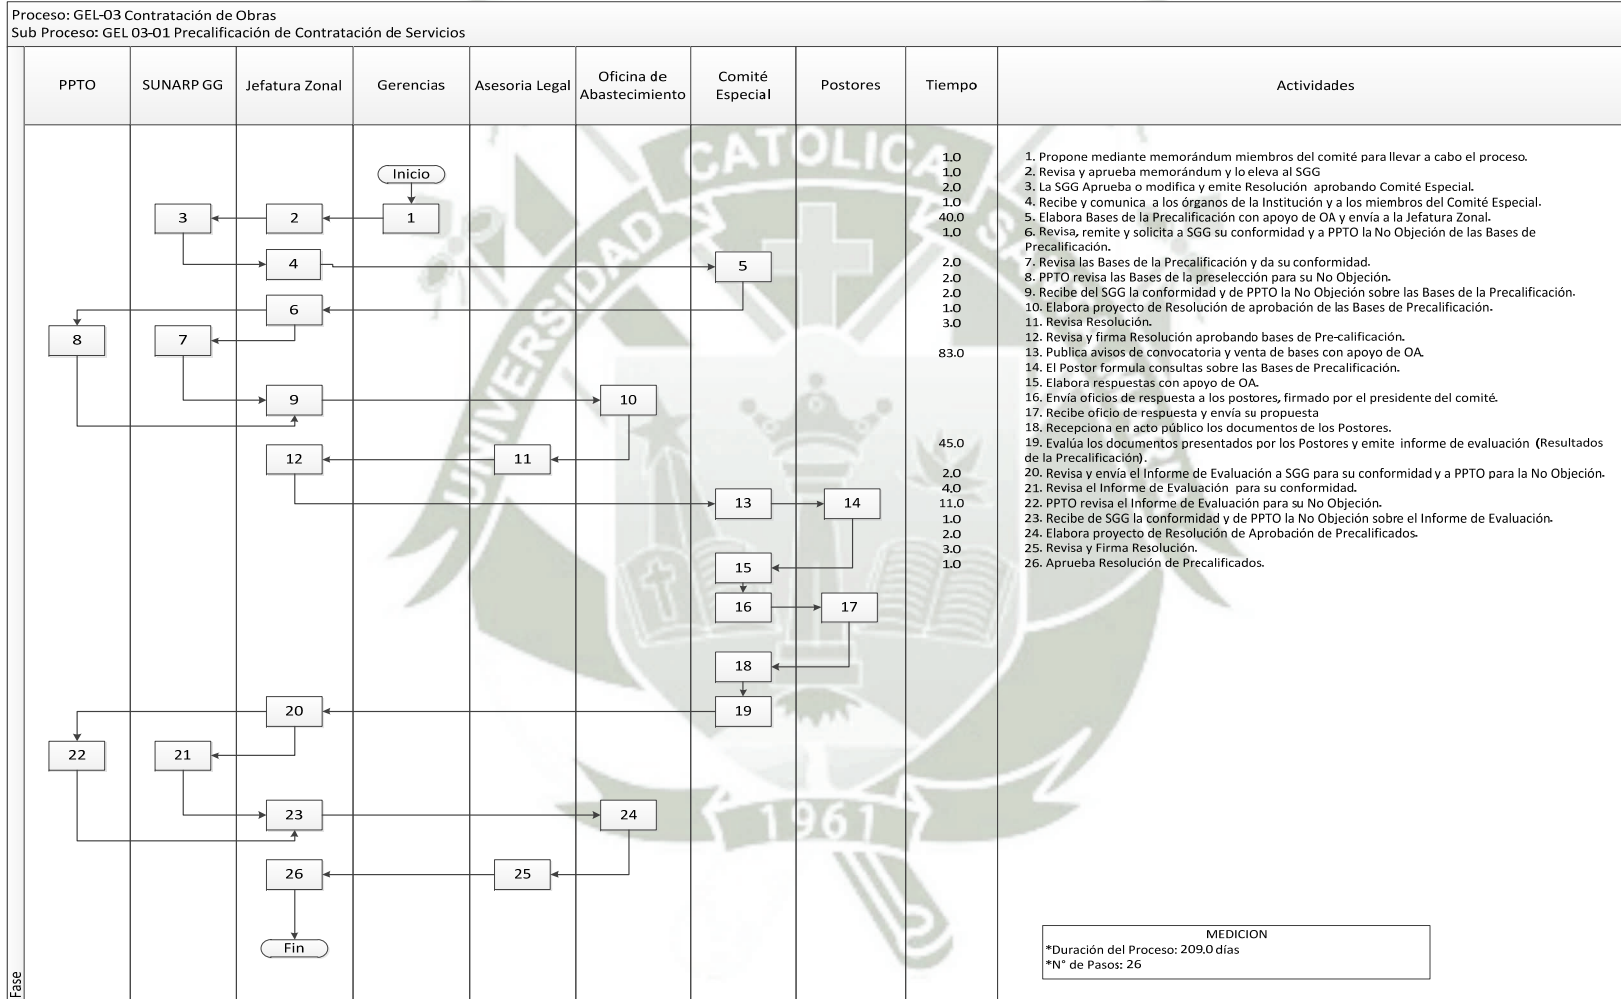 Proceso: GEL-03 Contratación de Obras
Sub Proceso: GEL 03-01 Precalificación de Contratación de Servicios
PPTO
SUNARP GG
Jefatura Zonal
Gerencias
Asesoria Legal
Oficina de
Abastecimiento
Comité
Especial
Postores
Tiempo
Actividades
Inicio
3
2
1
4
5
6
8
7
9
10
12
11
13
14
15
16
17
18
20
19
22
21
23
24
26
25
Fin
1.0
1.0
2.0
1.0
40.0
1.0
2.0
2.0
2.0
1.0
3.0
83.0
45.0
2.0
4.0
11.0
1.0
2.0
3.0
1.0
1. Propone mediante memorándum miembros del comité para llevar a cabo el proceso.
2. Revisa y aprueba memorándum y lo eleva al SGG
3. La SGG Aprueba o modifica y emite Resolución aprobando Comité Especial.
4. Recibe y comunica a los órganos de la Institución y a los miembros del Comité Especial.
5. Elabora Bases de la Precalificación con apoyo de OA y envía a la Jefatura Zonal.
6. Revisa, remite y solicita a SGG su conformidad y a PPTO la No Objeción de las Bases de
Precalificación.
7. Revisa las Bases de la Precalificación y da su conformidad.
8. PPTO revisa las Bases de la preselección para su No Objeción.
9. Recibe del SGG la conformidad y de PPTO la No Objeción sobre las Bases de la Precalificación.
10. Elabora proyecto de Resolución de aprobación de las Bases de Precalificación.
11. Revisa Resolución.
12. Revisa y firma Resolución aprobando bases de Pre-calificación.
13. Publica avisos de convocatoria y venta de bases con apoyo de OA.
14. El Postor formula consultas sobre las Bases de Precalificación.
15. Elabora respuestas con apoyo de OA.
16. Envía oficios de respuesta a los postores, firmado por el presidente del comité.
17. Recibe oficio de respuesta y envía su propuesta
18. Recepciona en acto público los documentos de los Postores.
19. Evalúa los documentos presentados por los Postores y emite informe de evaluación (Resultados
de la Precalificación).
20. Revisa y envía el Informe de Evaluación a SGG para su conformidad y a PPTO para la No Objeción.
21. Revisa el Informe de Evaluación para su conformidad.
22. PPTO revisa el Informe de Evaluación para su No Objeción.
23. Recibe de SGG la conformidad y de PPTO la No Objeción sobre el Informe de Evaluación.
24. Elabora proyecto de Resolución de Aprobación de Precalificados.
25. Revisa y Firma Resolución.
26. Aprueba Resolución de Precalificados.
MEDICION
*Duración del Proceso: 209.0 días
*N° de Pasos: 26
Fase
UNIVERSIDAD
CATOLICA
1961